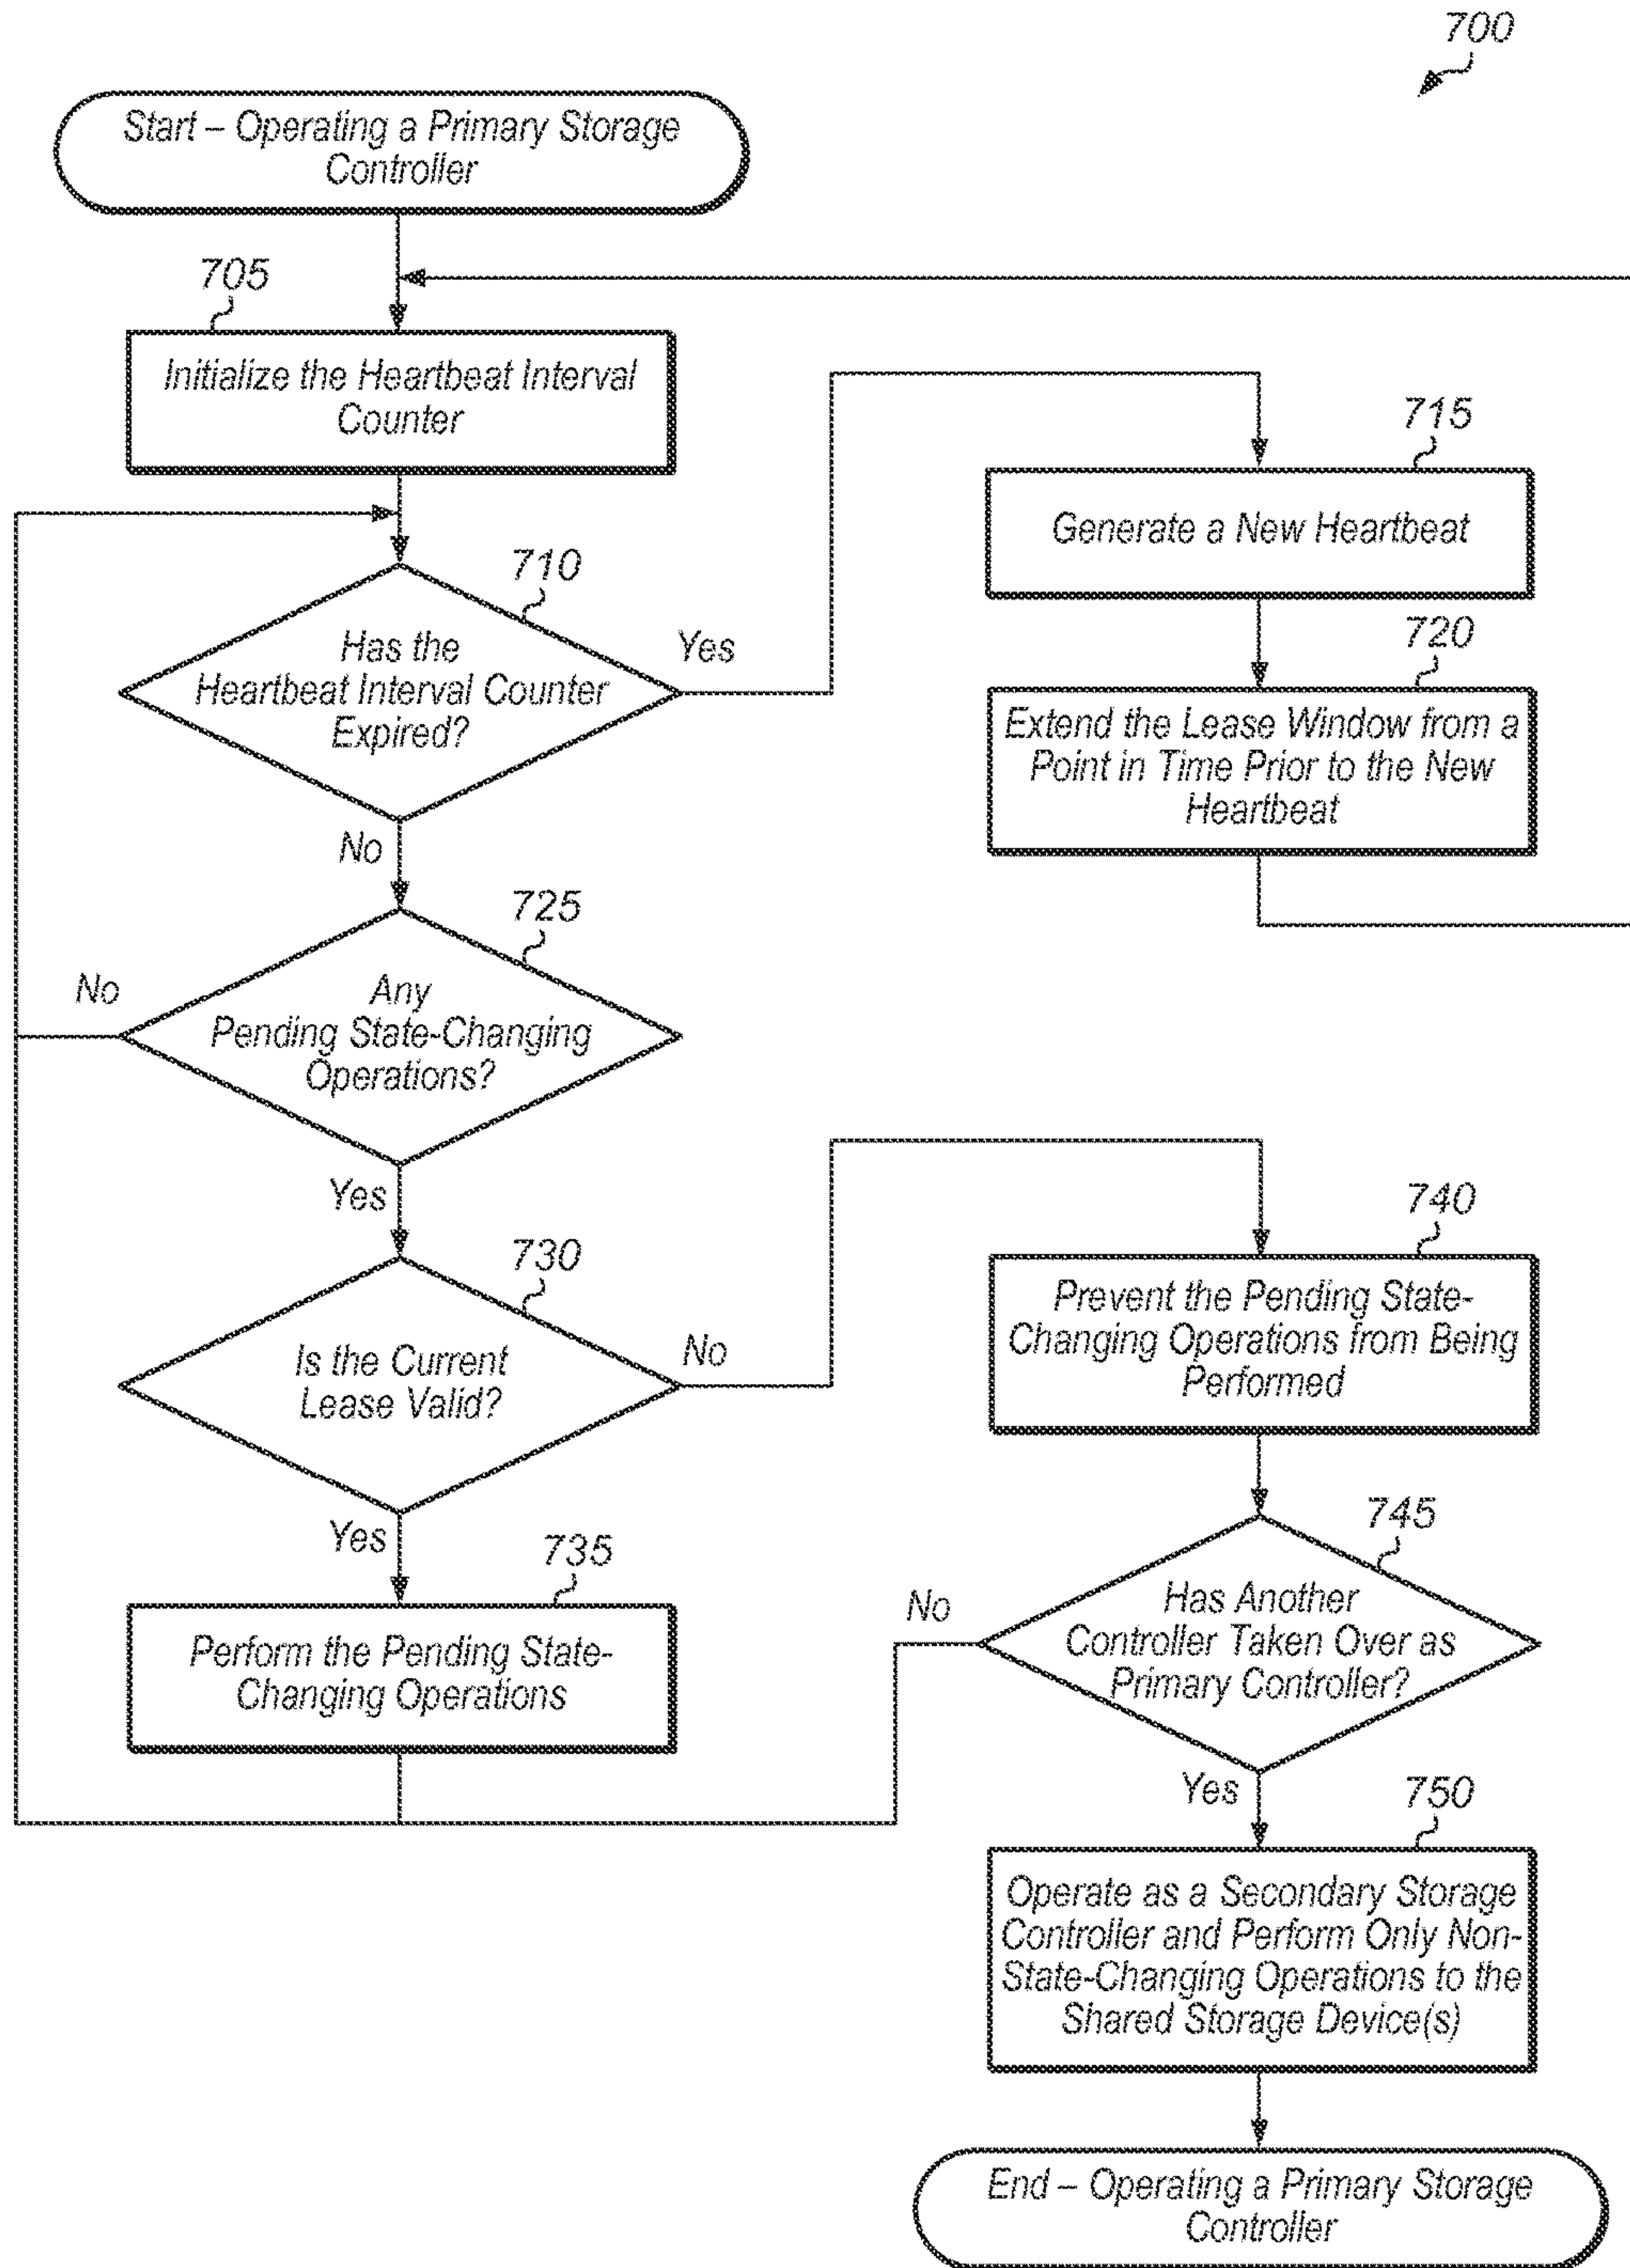 700
Start – Operating a Primary Storage
Controller
705
Initialize the Heartbeat Interval
Counter
710
Has the
Heartbeat Interval Counter
Expired?
Yes
No
715
Generate a New Heartbeat
720
Extend the Lease Window from a
Point in Time Prior to the New
Heartbeat
725
Any
Pending State-Changing
Operations?
No
Yes
730
Is the Current
Lease Valid?
No
Yes
735
Perform the Pending State-
Changing Operations
740
Prevent the Pending State-
Changing Operations from Being
Performed
745
Has Another
Controller Taken Over as
Primary Controller?
No
Yes
750
Operate as a Secondary Storage
Controller and Perform Only Non-
State-Changing Operations to the
Shared Storage Device(s)
End – Operating a Primary Storage
Controller